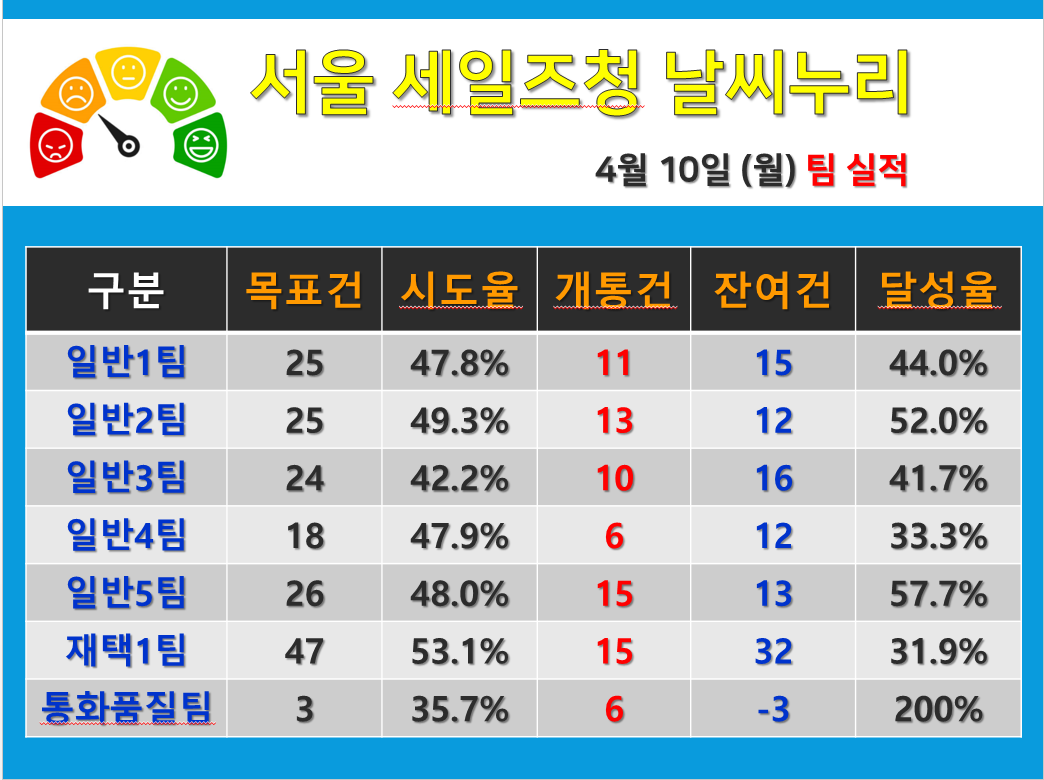 서울 세일즈청 날씨누리
4월 10일 (월) 팀 실적
구분 목표건 시도율 개통건 잔여건 달성율
일반1팀 25 47.8% 11 15 44.0%
일반2팀 25 49.3% 13 12 52.0%
일반3팀 24 42.2% 10 16 41.7%
일반4팀 18 47.9% 6 12 33.3%
일반5팀 26 48.0% 15 13 57.7%
재택1팀 47 53.1% 15 32 31.9%
통화품질팀 3 35.7% 6 -3 200%